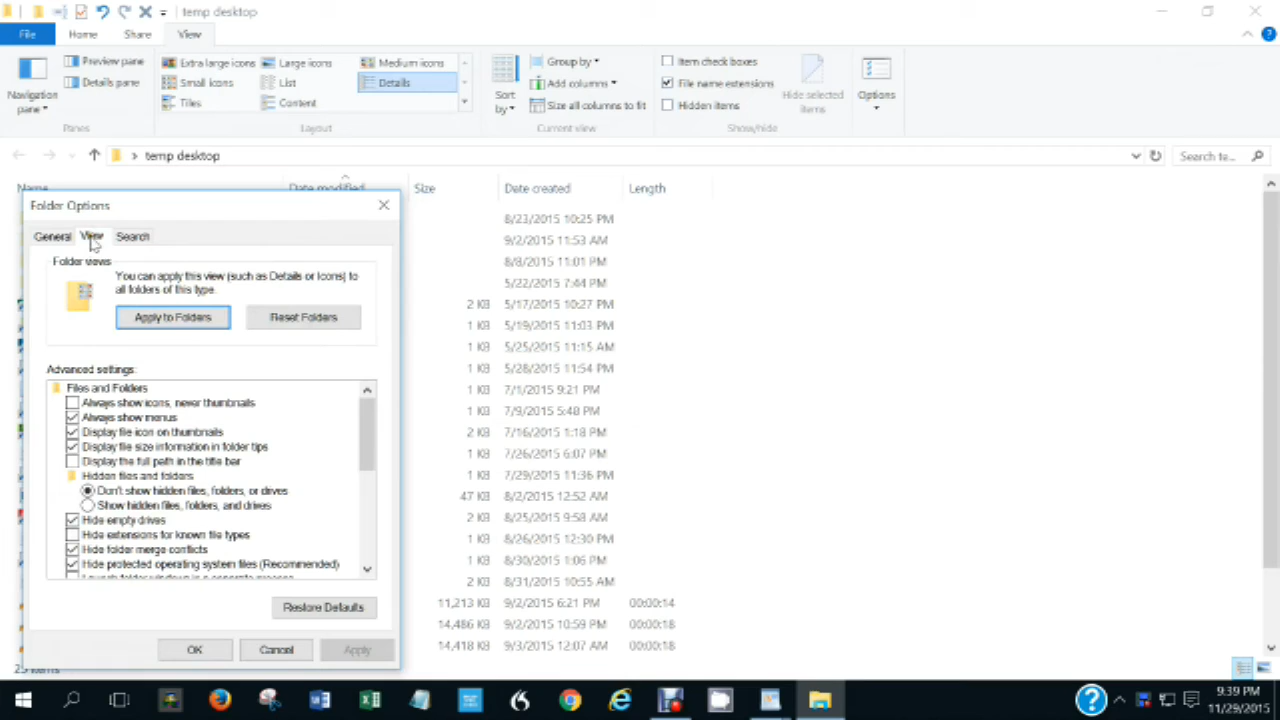 temp desktop
File Home Share View
Preview pane Extra large icons Large icons Medium icons Group by Item check boxes
Details pane Small icons List Details Add columns File name extensions
Navigation pane Tiles Content Sort by Size all columns to fit Hidden items Hide selected items Options
Panes Layout Current view Show/hide
temp desktop Search te...
Name Date modified Size Date created Length
Folder Options
General View Search
Folder views
You can apply this view (such as Details or Icons) to
all folders of this type.
Apply to Folders Reset Folders
Advanced settings:
Files and Folders
Always show icons, never thumbnails
Always show menus
Display file icon on thumbnails
Display file size information in folder tips
Display the full path in the title bar
Hidden files and folders
Don't show hidden files, folders, or drives
Show hidden files, folders, and drives
Hide empty drives
Hide extensions for known file types
Hide folder merge conflicts
Hide protected operating system files (Recommended)
Launch folder windows in a separate process
Restore Defaults
OK Cancel Apply
8/23/2015 10:25 PM
9/2/2015 11:53 AM
8/8/2015 11:01 PM
5/22/2015 7:44 PM
2 KB 5/17/2015 10:27 PM
1 KB 5/19/2015 11:03 PM
1 KB 5/25/2015 11:15 AM
1 KB 5/28/2015 11:54 PM
1 KB 7/1/2015 9:21 PM
1 KB 7/9/2015 5:48 PM
2 KB 7/16/2015 1:18 PM
1 KB 7/26/2015 6:07 PM
1 KB 7/29/2015 11:36 PM
47 KB 8/2/2015 12:52 AM
2 KB 8/25/2015 9:58 AM
1 KB 8/26/2015 12:30 PM
1 KB 8/30/2015 1:06 PM
2 KB 8/31/2015 10:55 AM
11,213 KB 9/2/2015 6:21 PM 00:00:14
14,486 KB 9/2/2015 10:59 PM 00:00:18
14,418 KB 9/3/2015 12:07 AM 00:00:18
items
9:39 PM
11/29/2015